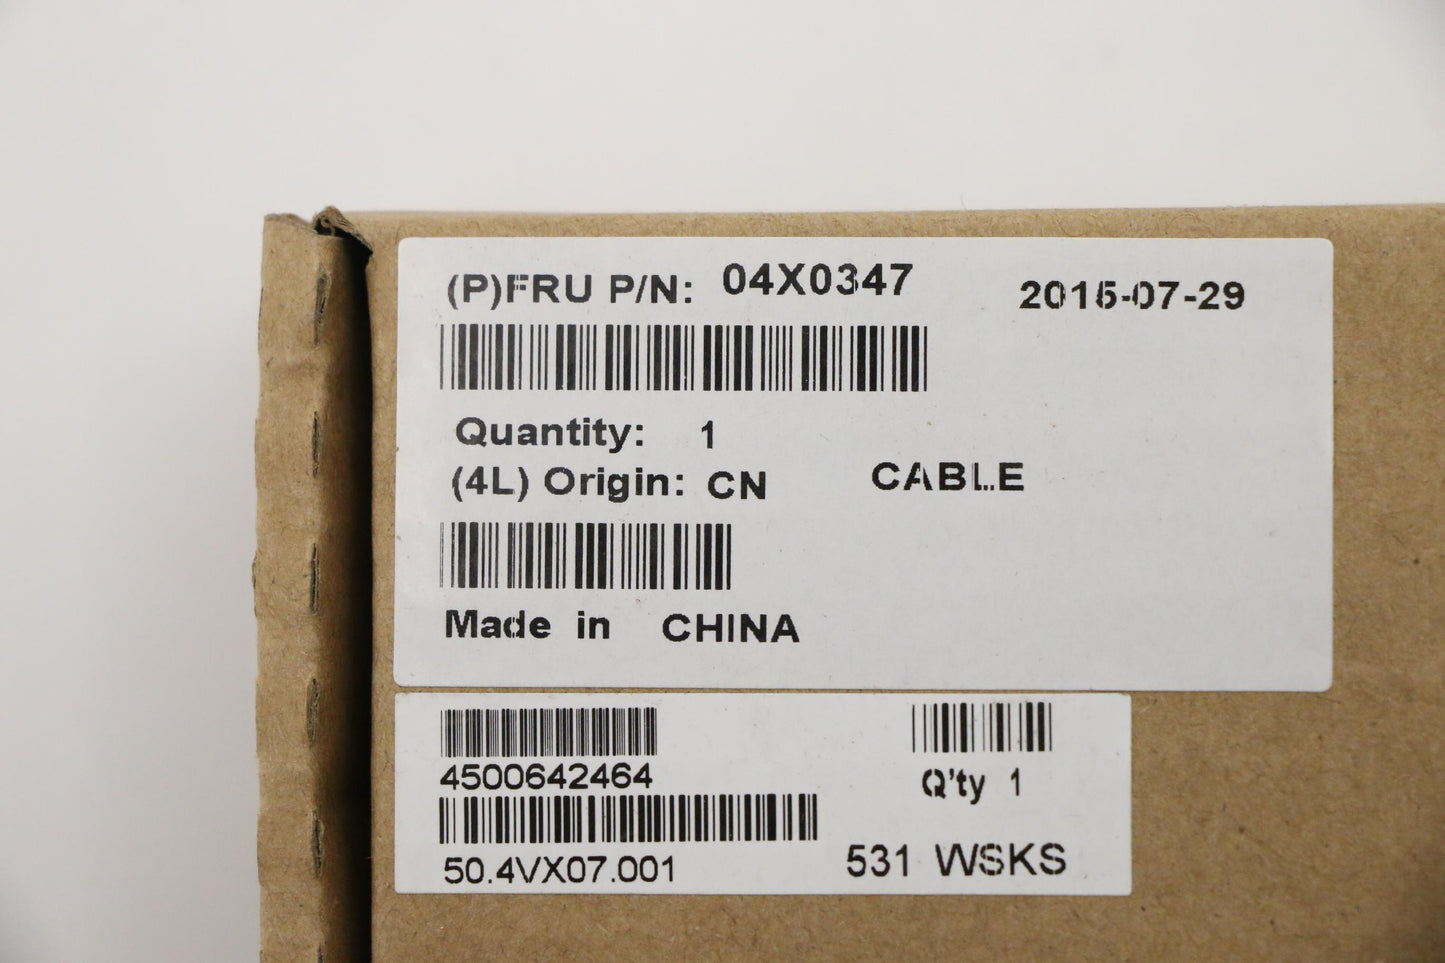 (P)FRU P/N: 04X0347 2015-07-29
Quantity: 1
(4L) Origin: CN CABLE
Made in CHINA
4500642464
Q'ty 1
50.4VX07.001
531 WSKS